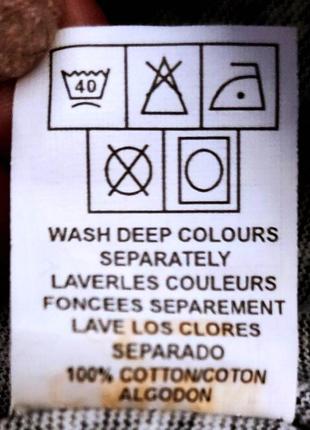 40
WASH DEEP COLOURS
SEPARATELY
LAVERLES COULEURS
FONCEES SEPAREMENT
LAVE LOS CLORES
SEPARADO
100% COTTON/COTON
ALGODON